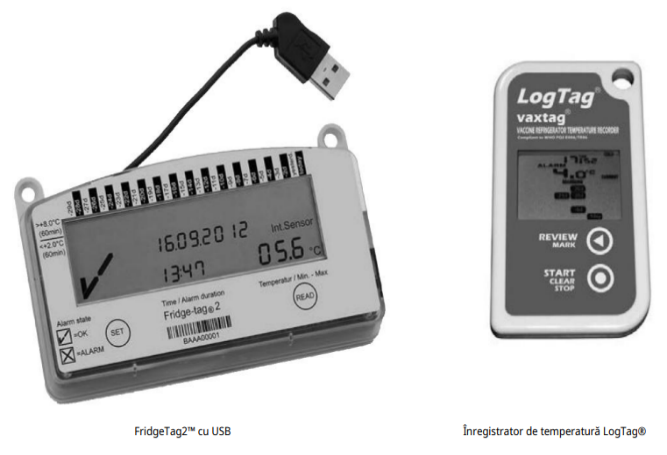 >=+8.0°C
(60min)
<=-2.0°C
(60min)
16.09.2012
Int.Sensor
13:47
05.6 °C
Time / Alarm duration
Temperatur / Min. - Max
Alarm state
=OK
=ALARM
SET
Fridge-tag®2
READ
BAAA00001
LogTag®
vaxtag®
VACCINE REFRIGERATOR TEMPERATURE RECORDER
ALARM
4.0°C
REVIEW
MARK
START
CLEAR
STOP
FridgeTag2™ cu USB
Înregistrator de temperatură LogTag®